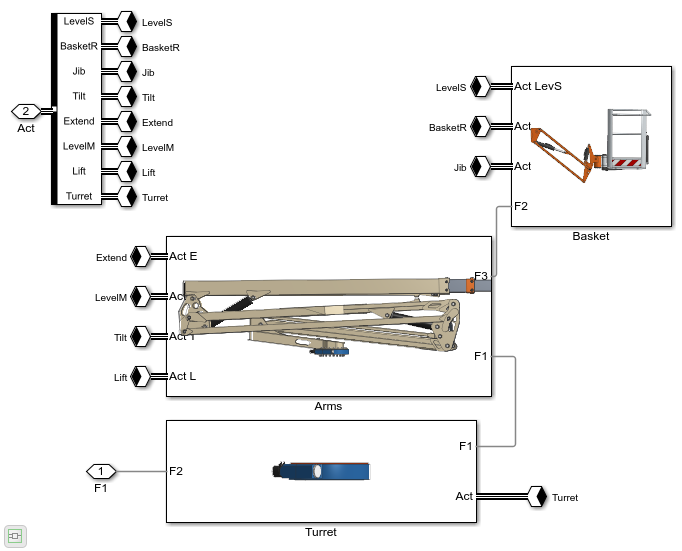 LevelS
LevelS
BasketR
BasketR
Jib
Jib
Tilt
Tilt
Extend
Extend
LevelM
LevelM
Lift
Lift
Turret
Turret
2
Act
LevelS
Act LevS
BasketR
Act
Jib
Act
F2
Basket
Extend
Act E
F3
LevelM
Tilt
Lift
Act L
F1
Arms
1
F1
F2
F1
Act
Turret
Turret